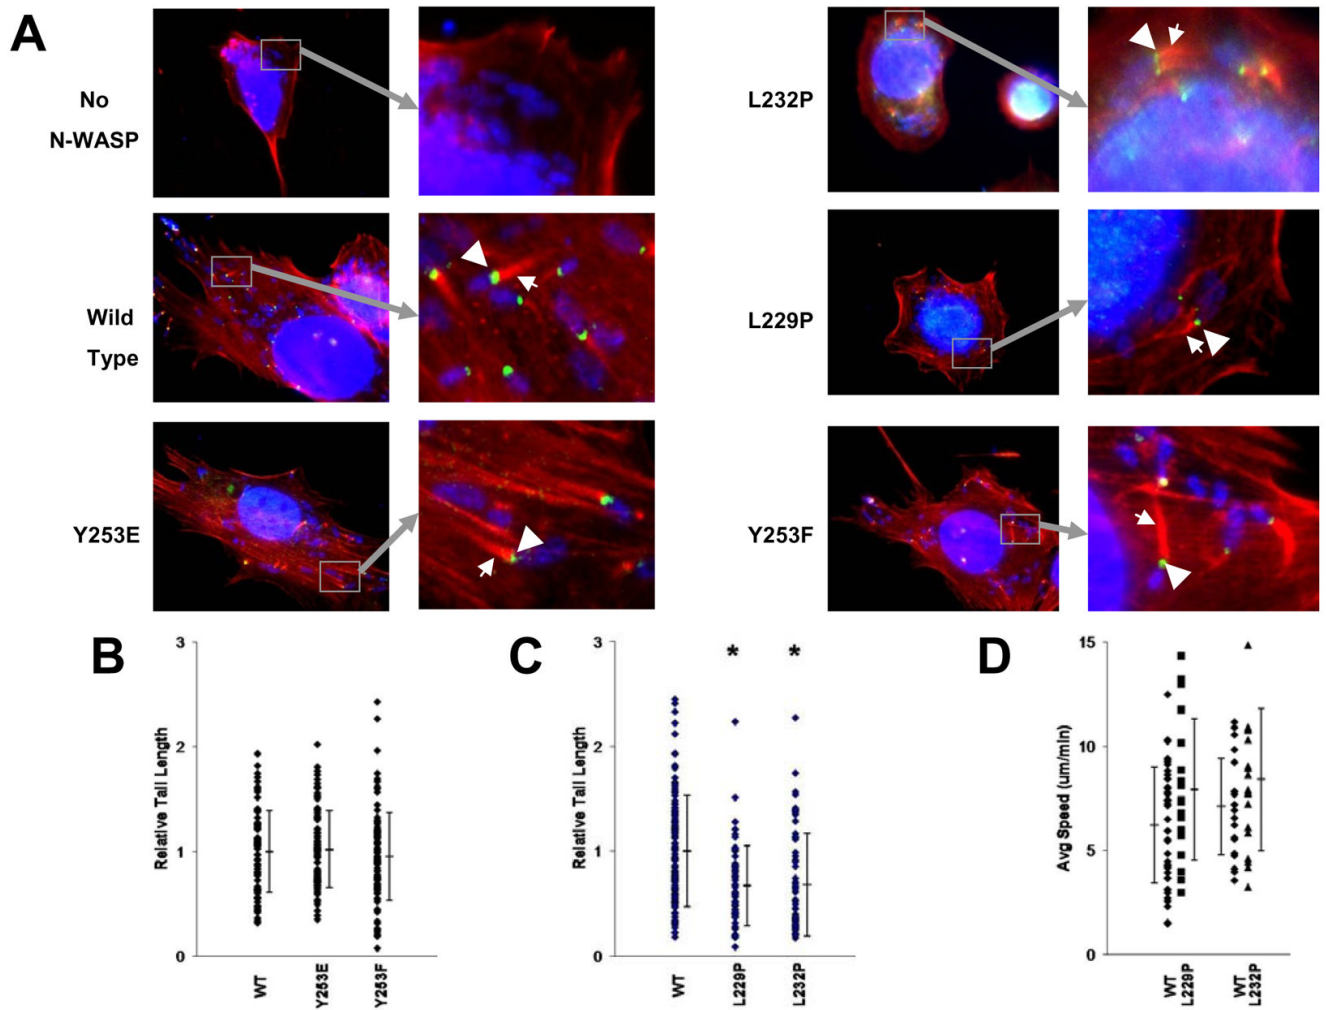 A
No
N-WASP
L232P
Wild
Type
L229P
Y253E
Y253F
B
3
2
1
0
Relative Tail Length
WT
Y253E
Y253F
C
3
2
1
0
Relative Tail Length
*
*
WT
L229P
L232P
D
15
10
5
0
Avg Speed (um/min)
WT
L229P
WT
L232P